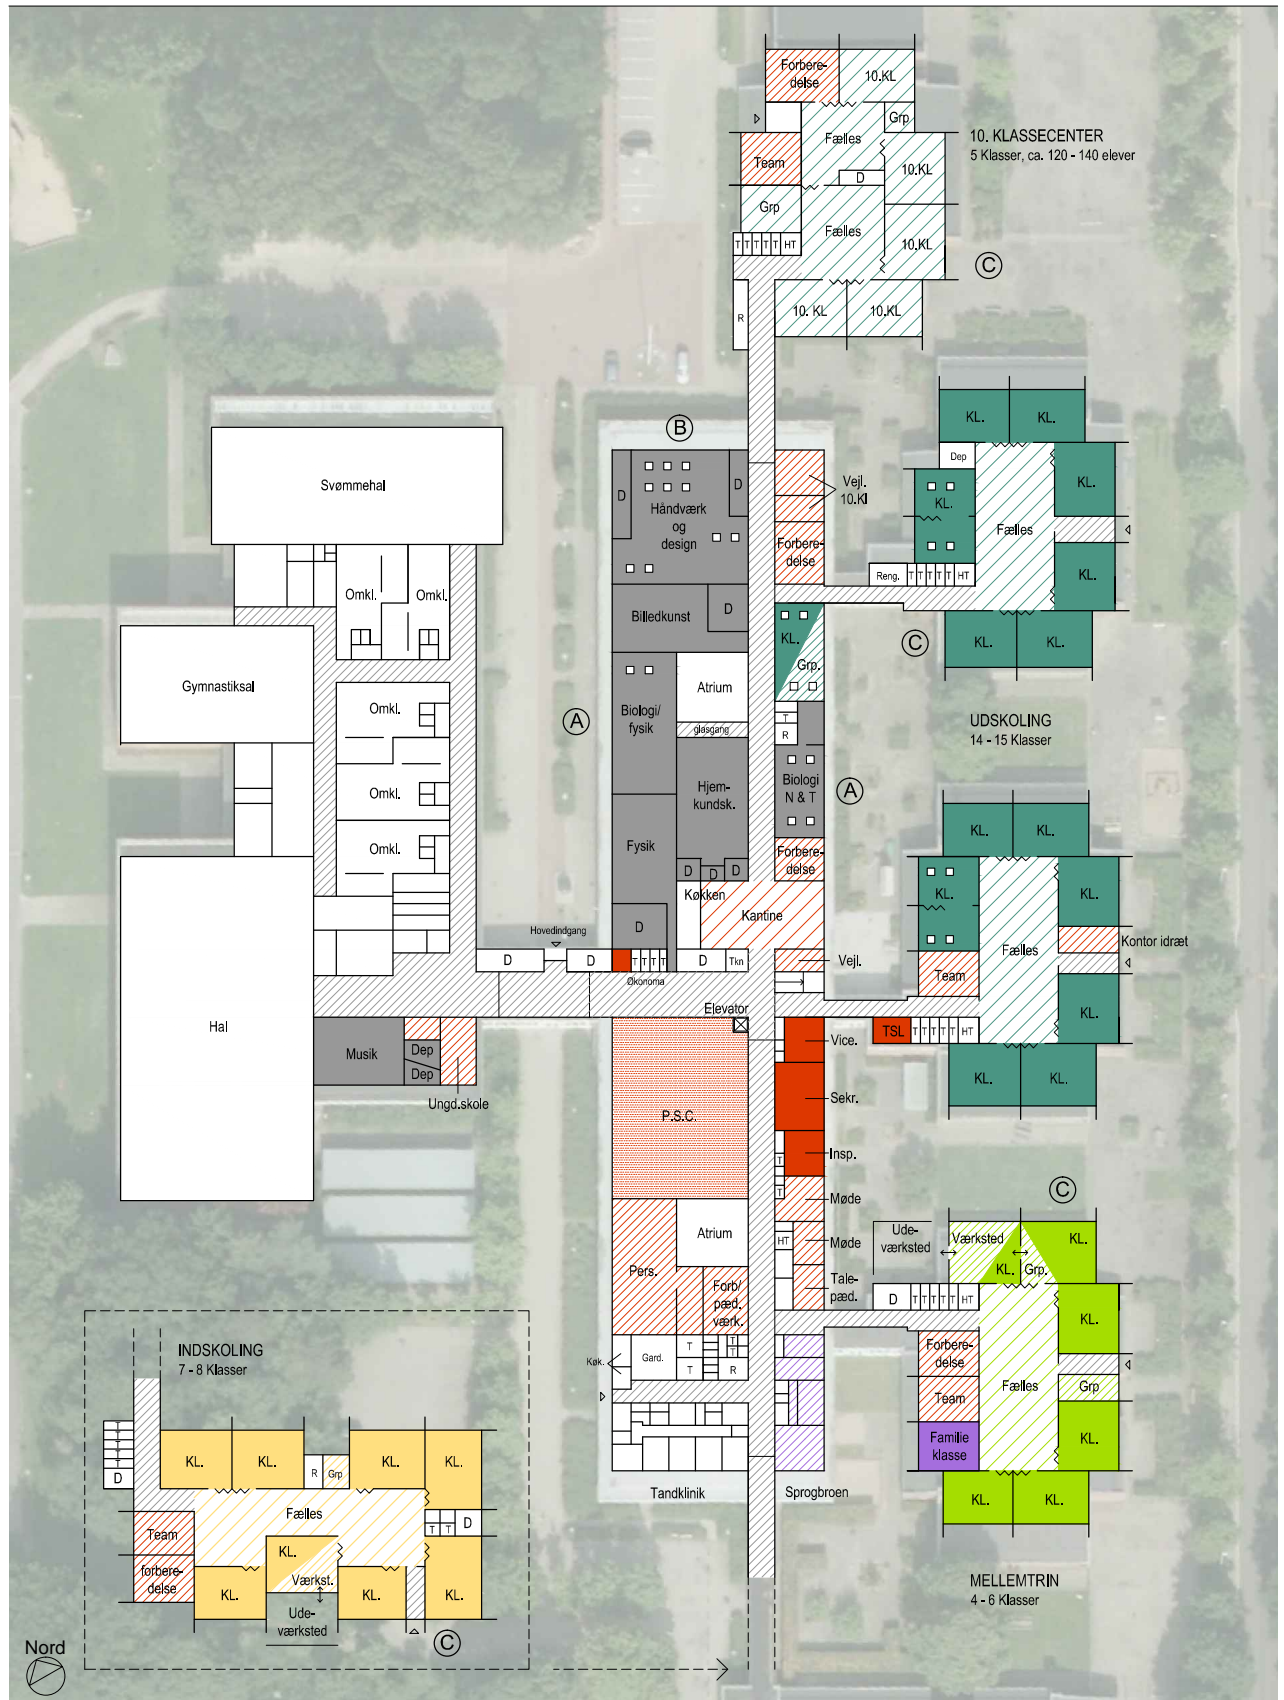 Forbere-
delse
10.KL
Grp
10. KLASSECENTER
5 Klasser, ca. 120 - 140 elever
Fælles
Team
10.KL
D
Grp
Fælles
10.KL
T
T
T
T
T
HT
C
10. KL
10.KL
R
B
KL.
KL.
Svømmehal
D
Håndværk
og
design
D
Vejl.
10.Kl
Dep
KL.
KL.
Fælles
Forbere-
delse
Omkl.
Omkl.
Reng.
T
T
T
T
T
HT
KL.
Billedkunst
D
KL.
Grp.
C
KL.
KL.
Gymnastiksal
Omkl.
Biologi/
fysik
Atrium
glasgang
A
T
R
UDSKOLING
14 - 15 Klasser
Omkl.
Hjem-
kundsk.
Biologi
N & T
A
KL.
KL.
Omkl.
Fysik
D
D
D
Forbere-
delse
KL.
KL.
Køkken
Kantine
Hovedindgang
D
D
D
T
T
T
T
D
Tkn
Vejl.
Fælles
Kontor idræt
Team
Økonoma
Elevator
KL.
Hal
Musik
Dep
Dep
Ungd.skole
Vice.
TSL
T
T
T
T
T
HT
P.S.C.
Sekr.
KL.
KL.
Insp.
T
T
Møde
C
Atrium
HT
Møde
Ude-
værksted
Værksted
KL.
Grp.
KL.
Pers.
Forb/
pæd.
værk.
Tale-
pæd.
D
T
T
T
T
T
HT
KL.
INDSKOLING
7 - 8 Klasser
Køk.
Gard.
T
T
T
T
R
Forbere-
delse
Team
Fælles
Grp
Familie
klasse
KL.
T
T
T
T
D
KL.
KL.
R
Grp
KL.
KL.
Tandklinik
Sprogbroen
KL.
KL.
Fælles
T
T
D
Team
forbere-
delse
KL.
Værkst.
KL.
KL.
KL.
Ude-
værksted
MELLEMTRIN
4 - 6 Klasser
C
Nord